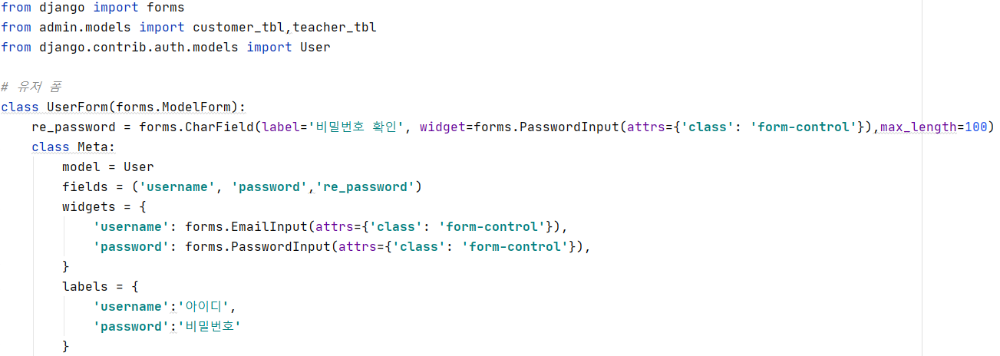 from django import forms
from admin.models import customer_tbl,teacher_tbl
from django.contrib.auth.models import User
# 유저 폼
class UserForm(forms.ModelForm):
re_password = forms.CharField(label='비밀번호 확인', widget=forms.PasswordInput(attrs={'class': 'form-control'}),max_length=100)
class Meta:
model = User
fields = ('username', 'password','re_password')
widgets = {
'username': forms.EmailInput(attrs={'class': 'form-control'}),
'password': forms.PasswordInput(attrs={'class': 'form-control'}),
}
labels = {
'username':'아이디',
'password':'비밀번호'
}